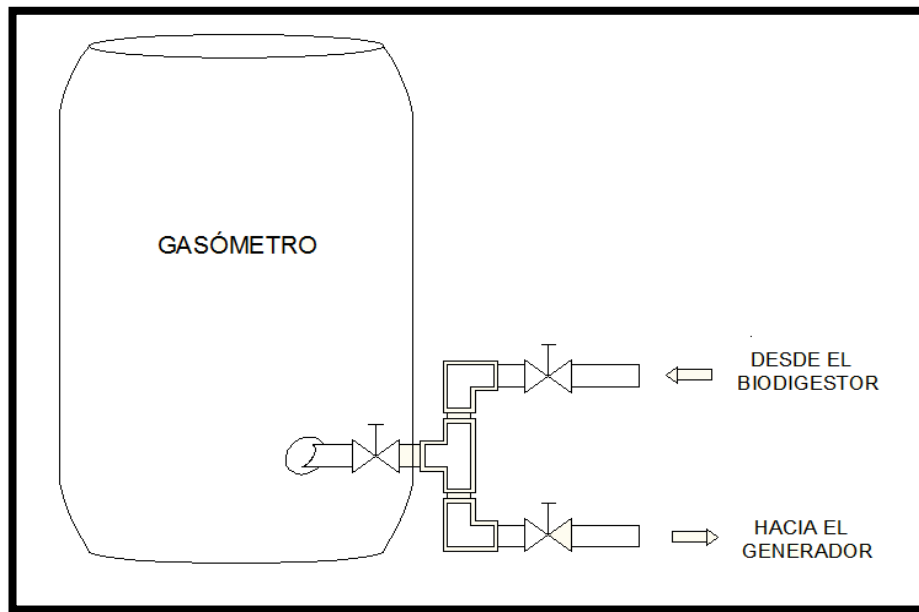 GASÓMETRO
DESDE EL
BIODIGESTOR
HACIA EL
GENERADOR